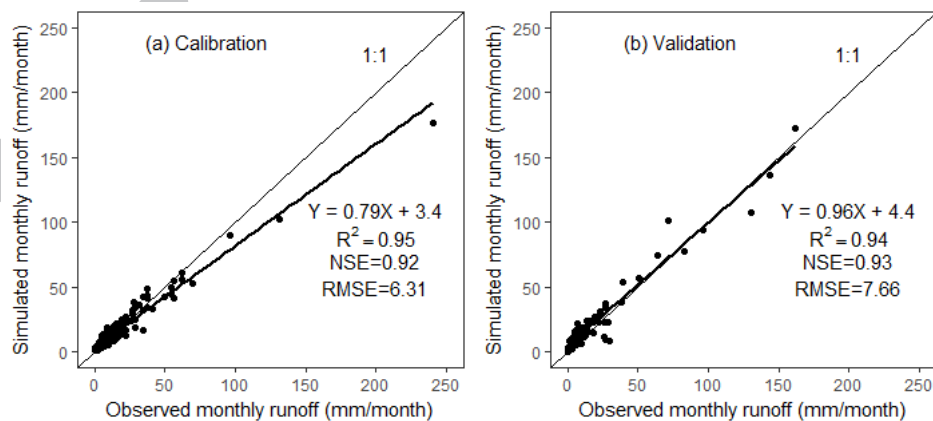 (a) Calibration
1:1
Y = 0.79X + 3.4
R² = 0.95
NSE=0.92
RMSE=6.31
250
200
150
100
50
0
0 50 100 150 200 250
Simulated monthly runoff (mm/month)
Observed monthly runoff (mm/month)
(b) Validation
1:1
Y = 0.96X + 4.4
R² = 0.94
NSE=0.93
RMSE=7.66
250
200
150
100
50
0
0 50 100 150 200 250
Simulated monthly runoff (mm/month)
Observed monthly runoff (mm/month)